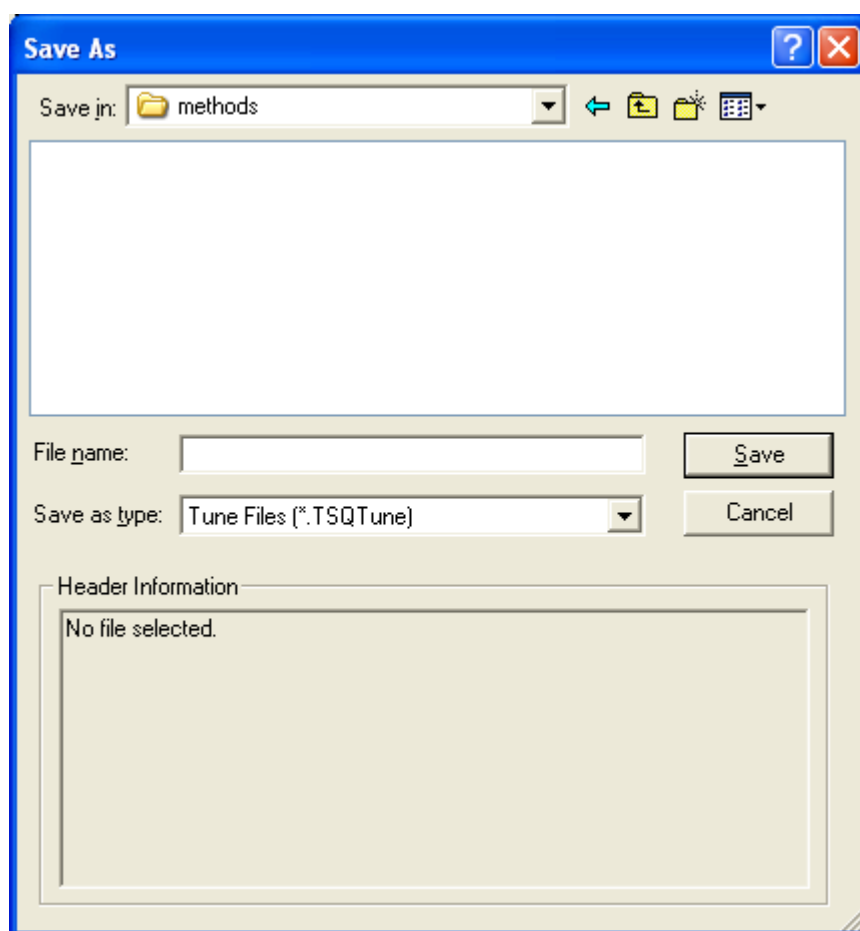 Save As
Save in: methods
File name:
Save
Save as type: Tune Files (*.TSQTune)
Cancel
Header Information
No file selected.